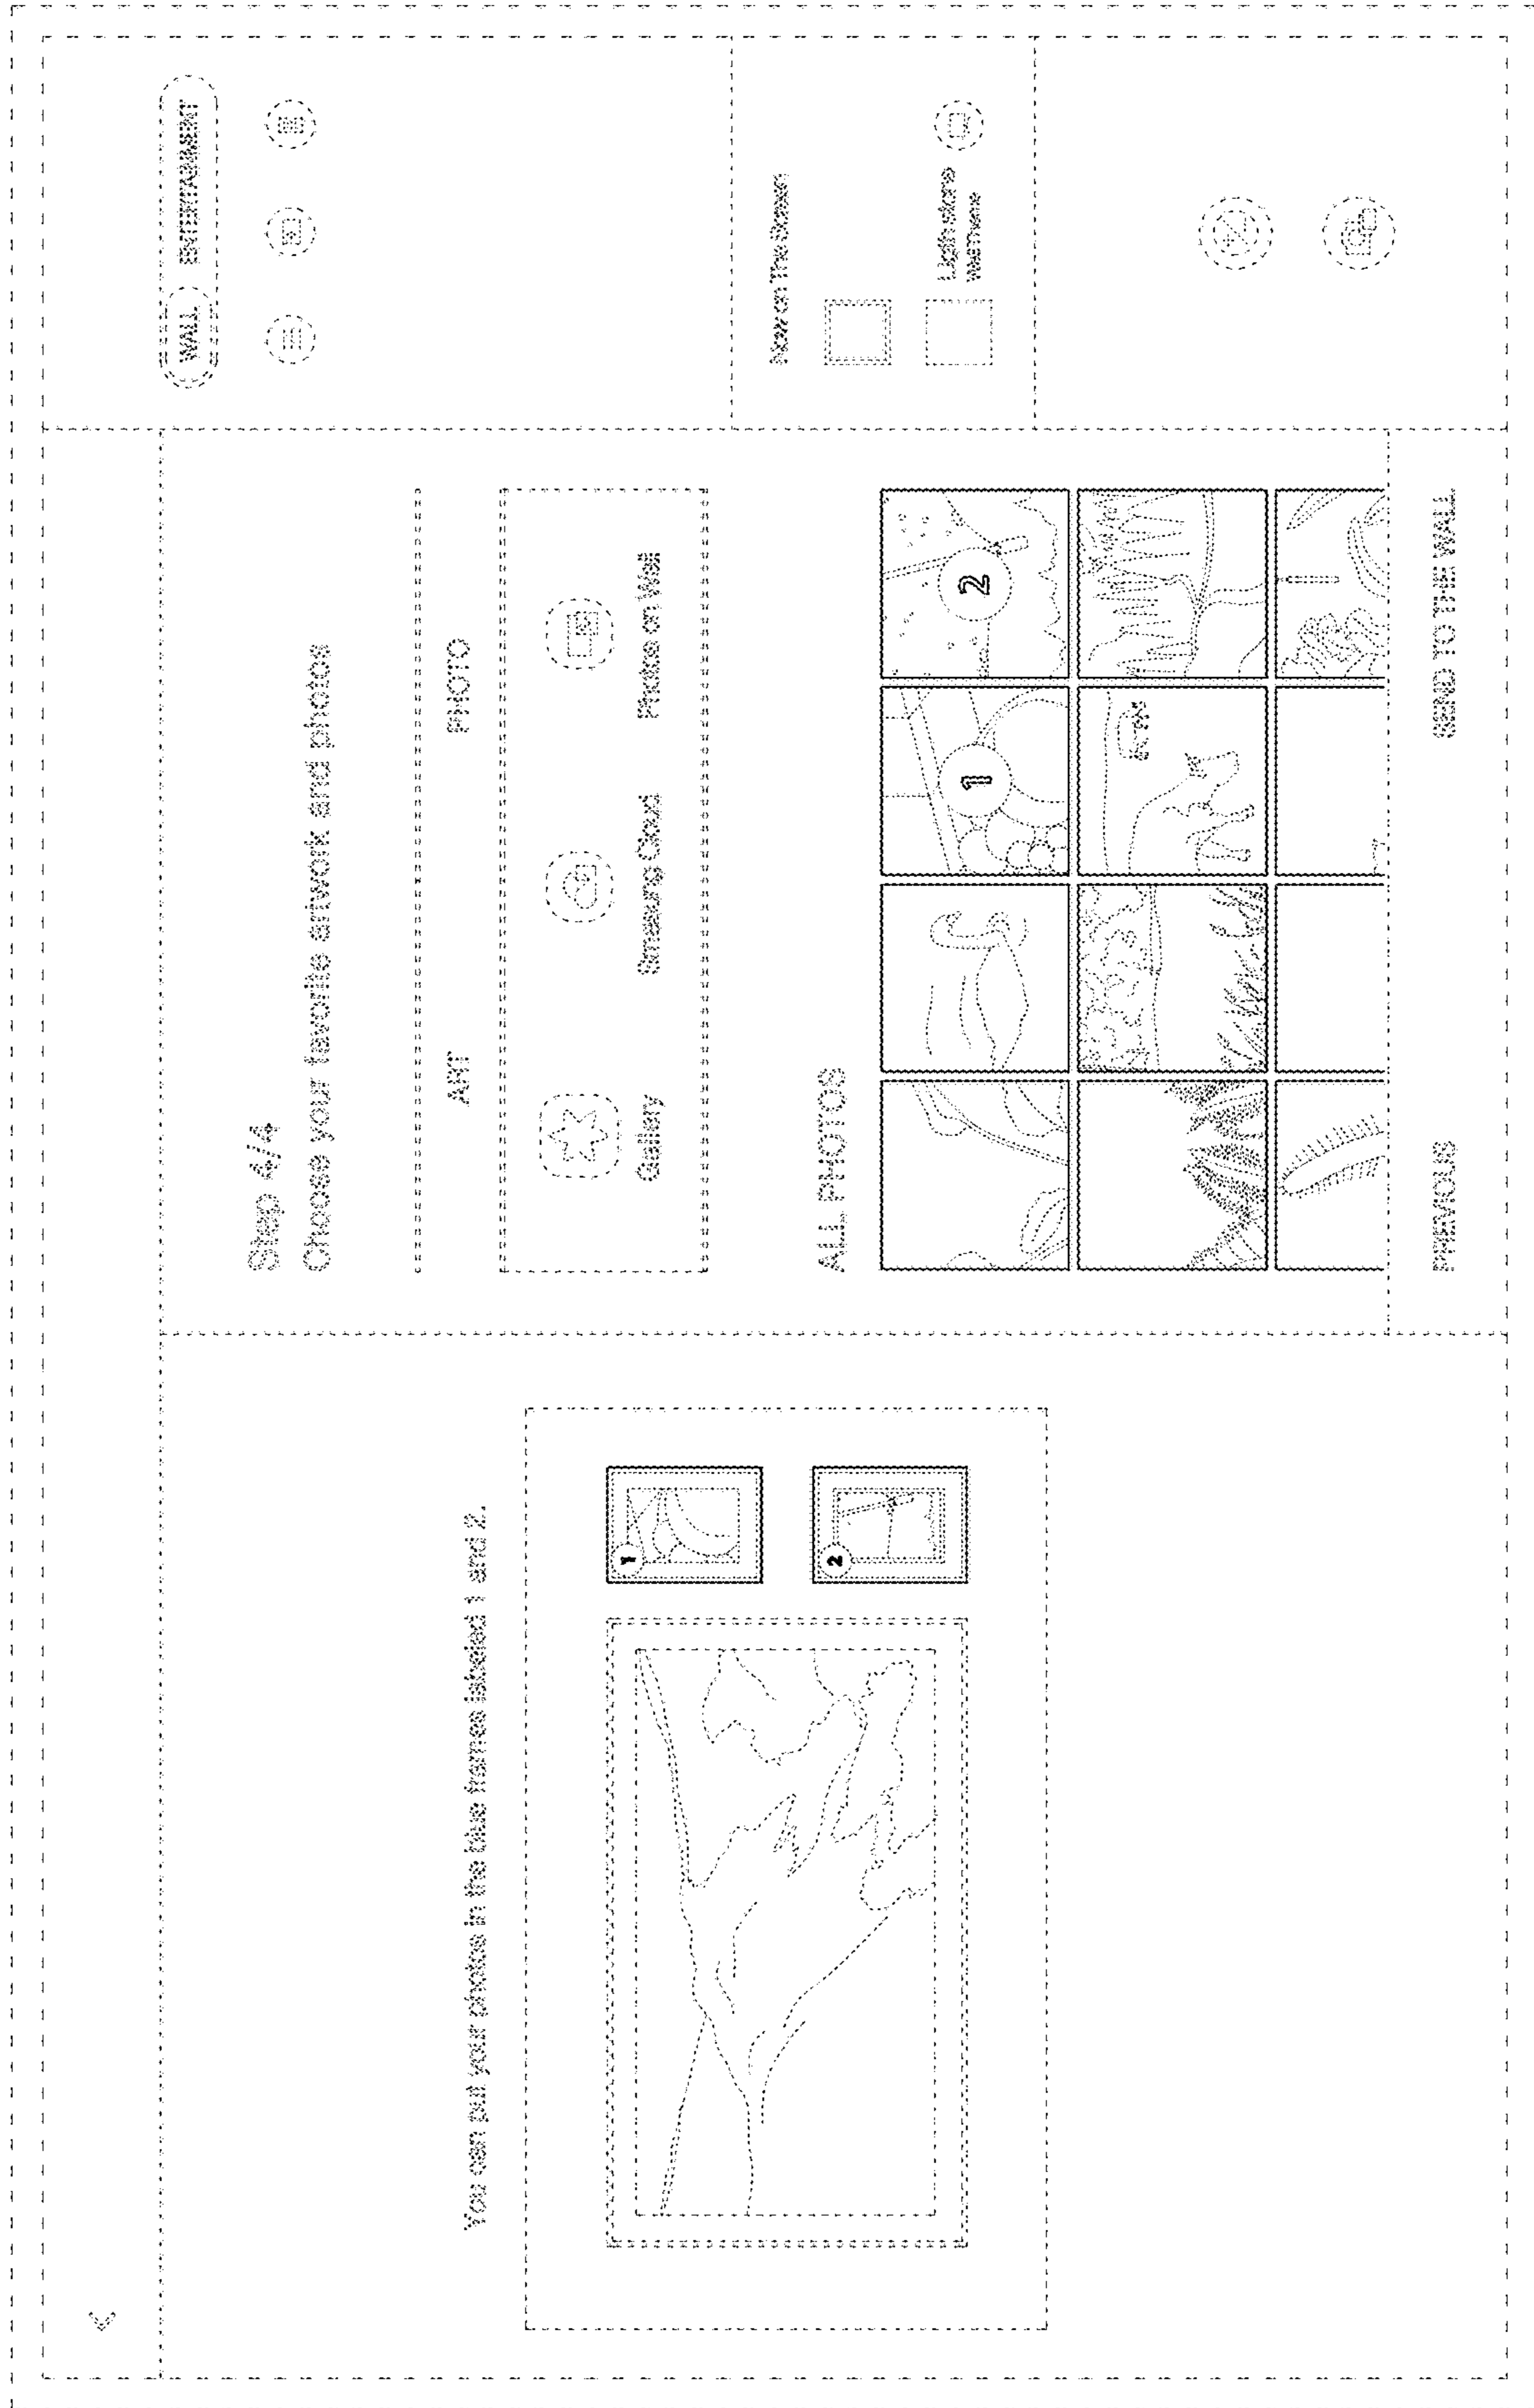 You can put your photos in the blue frames labeled 1 and 2.
1
2
Step 4/4
Choose your favorite artwork and photos
ART
PHOTO
Gallery
Smasung Cloud
Photos on Wall
ALL PHOTOS
1
2
PREVIOUS
SEND TO THE WALL
WALL
ENTERTAINMENT
Now on The Screen